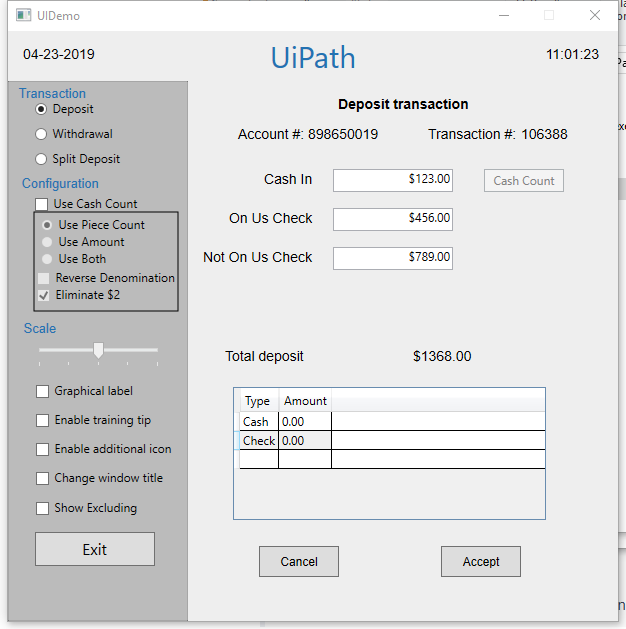 UIDemo
04-23-2019
UiPath
11:01:23
Transaction
Deposit
Withdrawal
Split Deposit
Configuration
Use Cash Count
Use Piece Count
Use Amount
Use Both
Reverse Denomination
Eliminate $2
Scale
Graphical label
Enable training tip
Enable additional icon
Change window title
Show Excluding
Exit
Deposit transaction
Account #: 898650019 Transaction #: 106388
Cash In $123.00 Cash Count
On Us Check $456.00
Not On Us Check $789.00
Total deposit $1368.00
Type Amount
Cash 0.00
Check 0.00
Cancel Accept